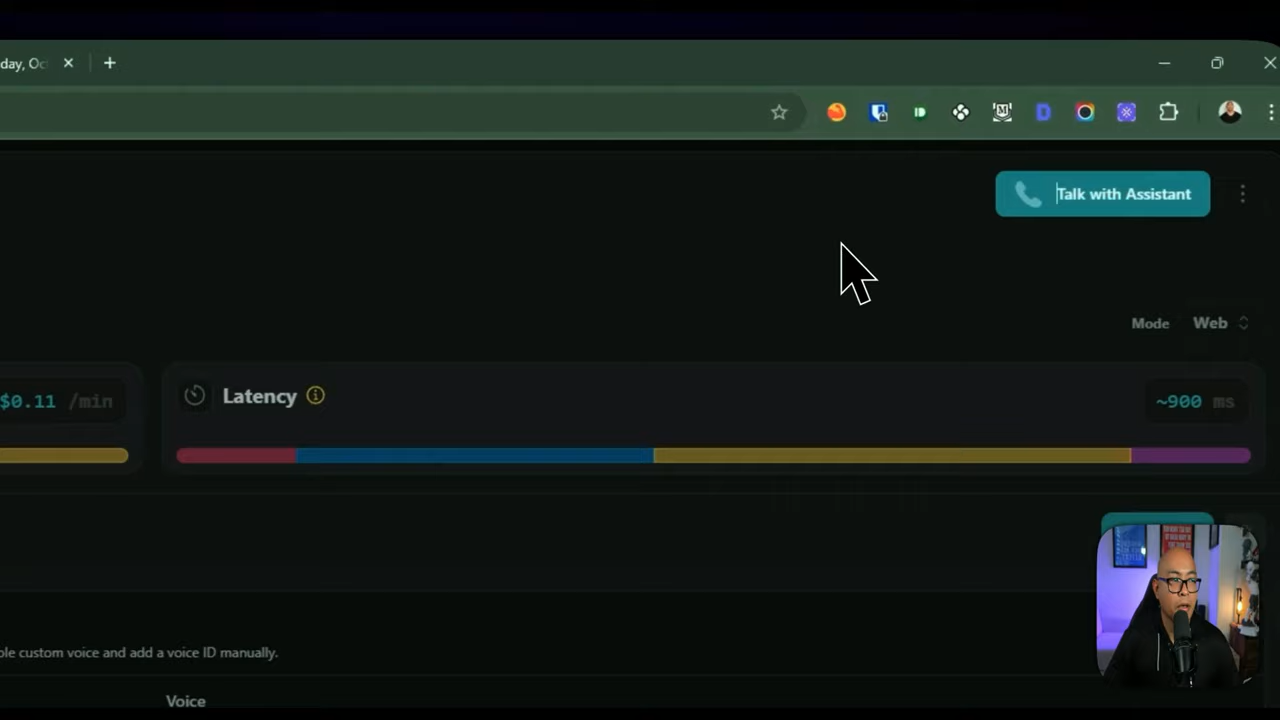 day, Oc
Talk with Assistant
Mode Web
$0.11 /min
Latency
~900 ms
ble custom voice and add a voice ID manually.
Voice